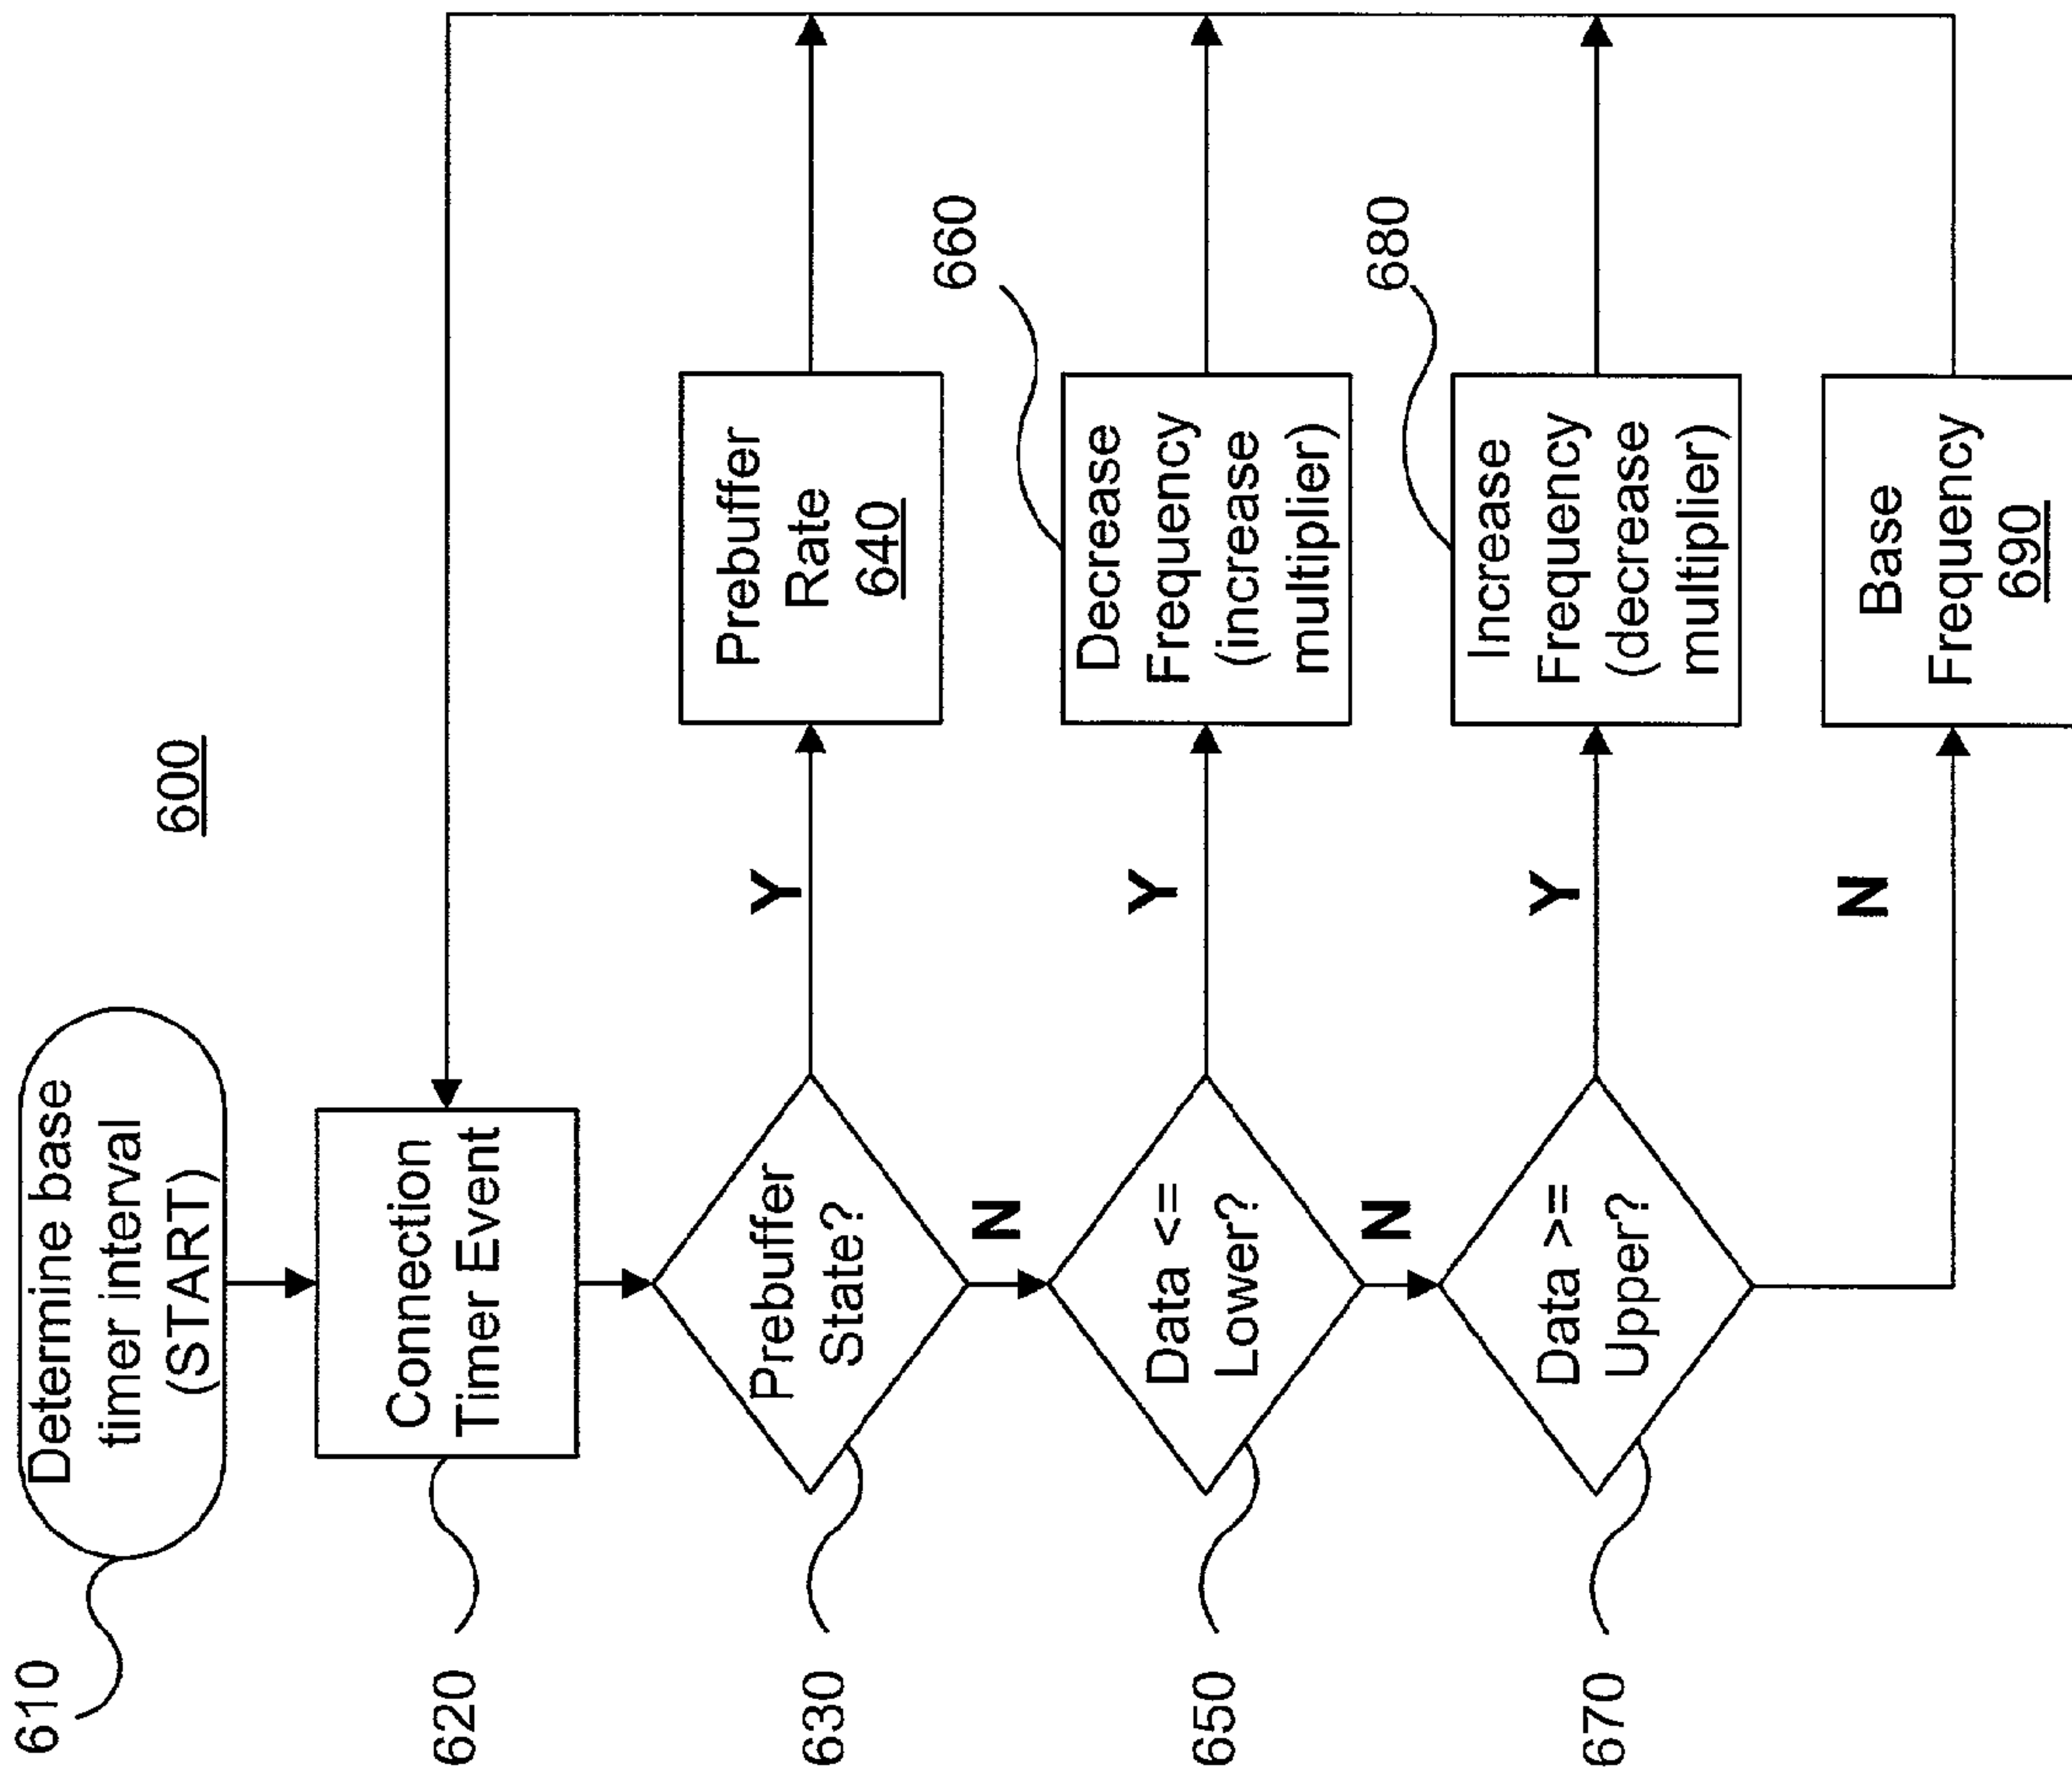 600
610
Determine base
timer interval
(START)
620
Connection
Timer Event
630
Prebuffer
State?
Y
Prebuffer
Rate
640
N
650
Data <=
Lower?
Y
660
Decrease
Frequency
(increase
multiplier)
N
670
Data >=
Upper?
Y
680
Increase
Frequency
(decrease
multiplier)
N
Base
Frequency
690